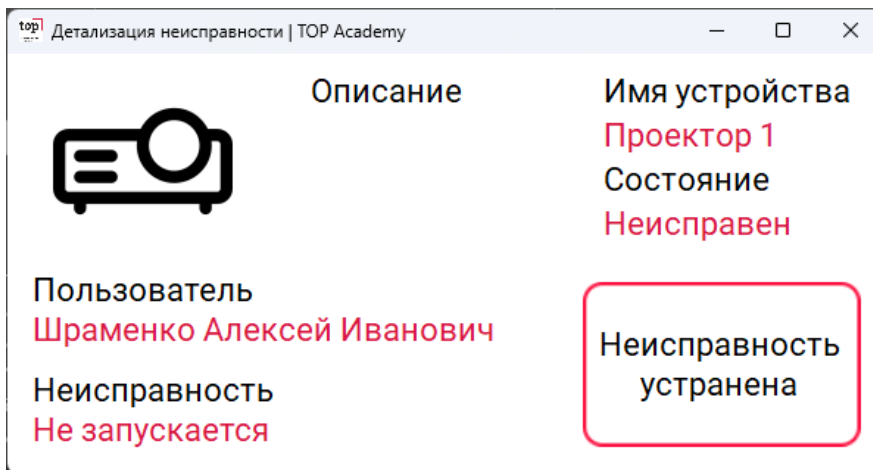 top
Детализация неисправности | TOP Academy
Описание
Имя устройства
Проектор 1
Состояние
Неисправен
Пользователь
Шраменко Алексей Иванович
Неисправность
Не запускается
Неисправность
устранена